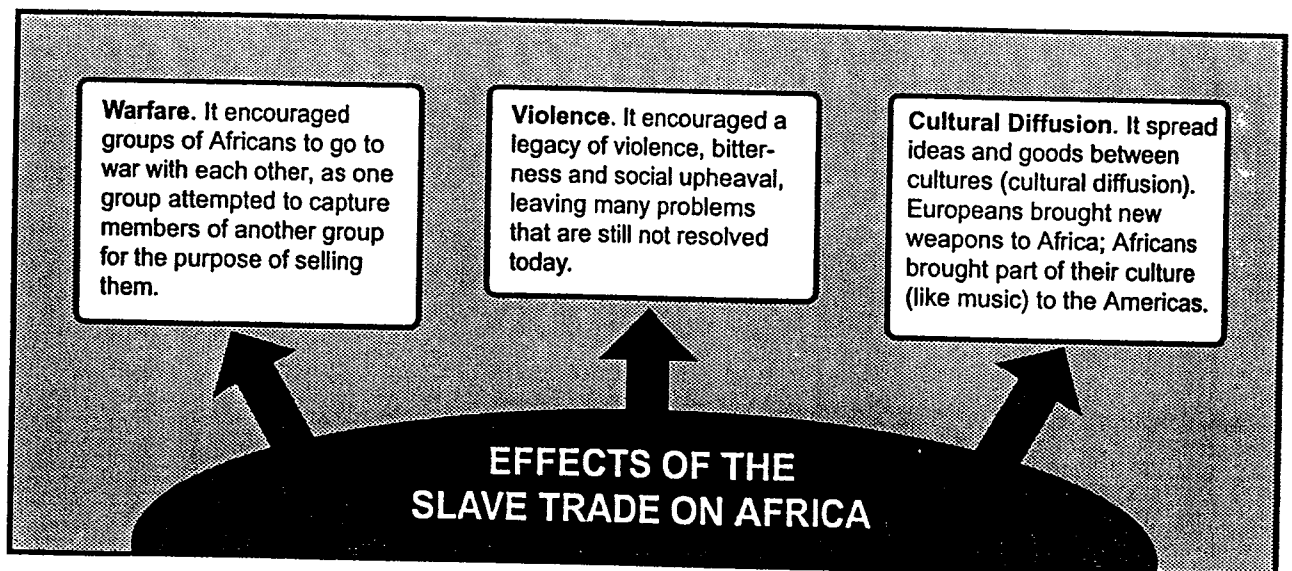 Warfare. It encouraged
groups of Africans to go to
war with each other, as one
group attempted to capture
members of another group
for the purpose of selling
them.
Violence. It encouraged a
legacy of violence, bitter-
ness and social upheaval,
leaving many problems
that are still not resolved
today.
Cultural Diffusion. It spread
ideas and goods between
cultures (cultural diffusion).
Europeans brought new
weapons to Africa; Africans
brought part of their culture
(like music) to the Americas.
EFFECTS OF THE
SLAVE TRADE ON AFRICA